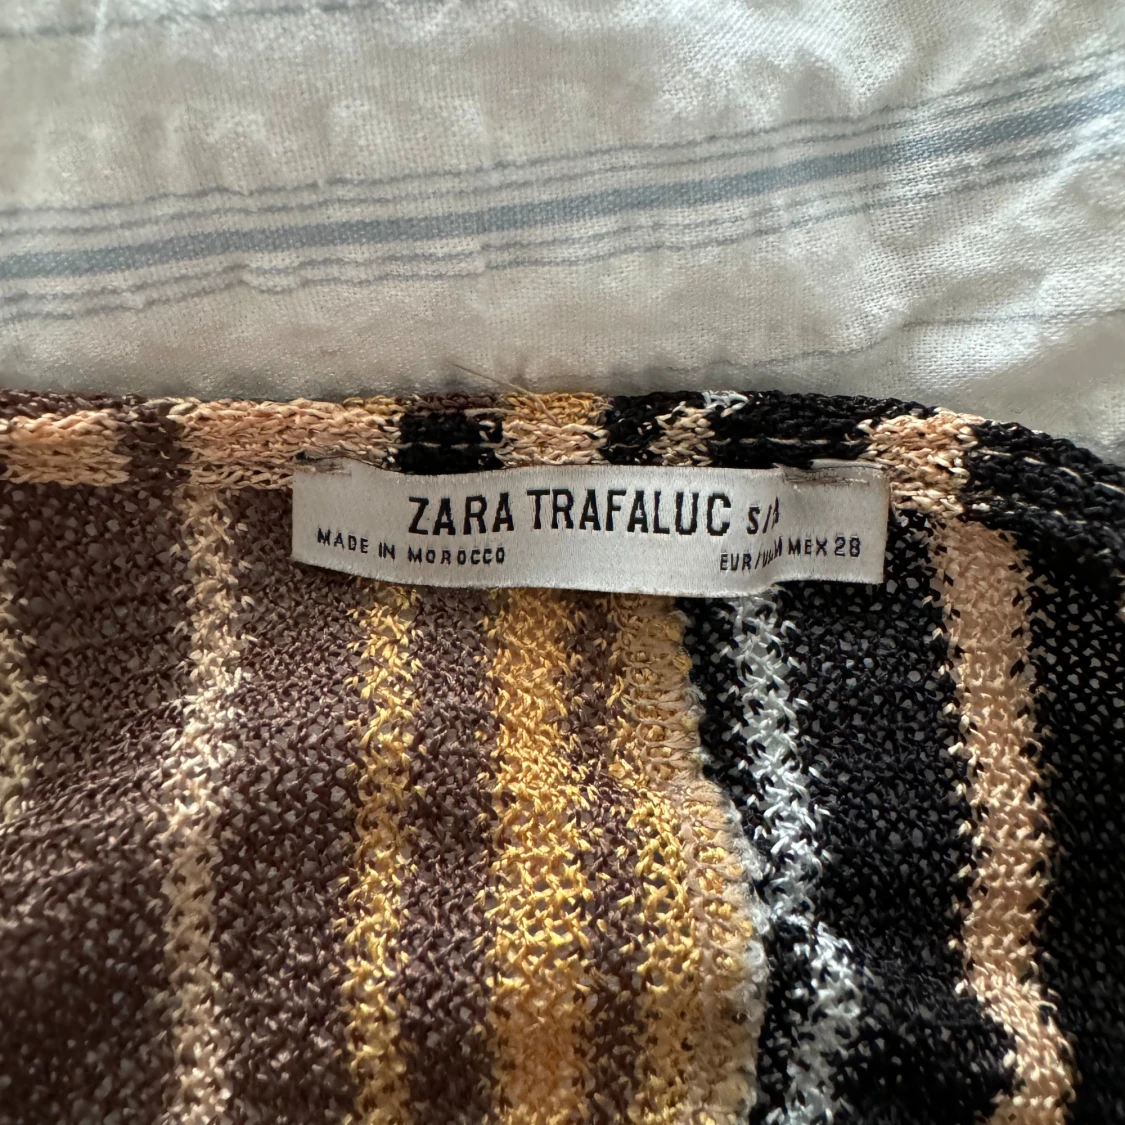 ZARA TRAFALUC
MADE IN MOROCCO
MEX 28